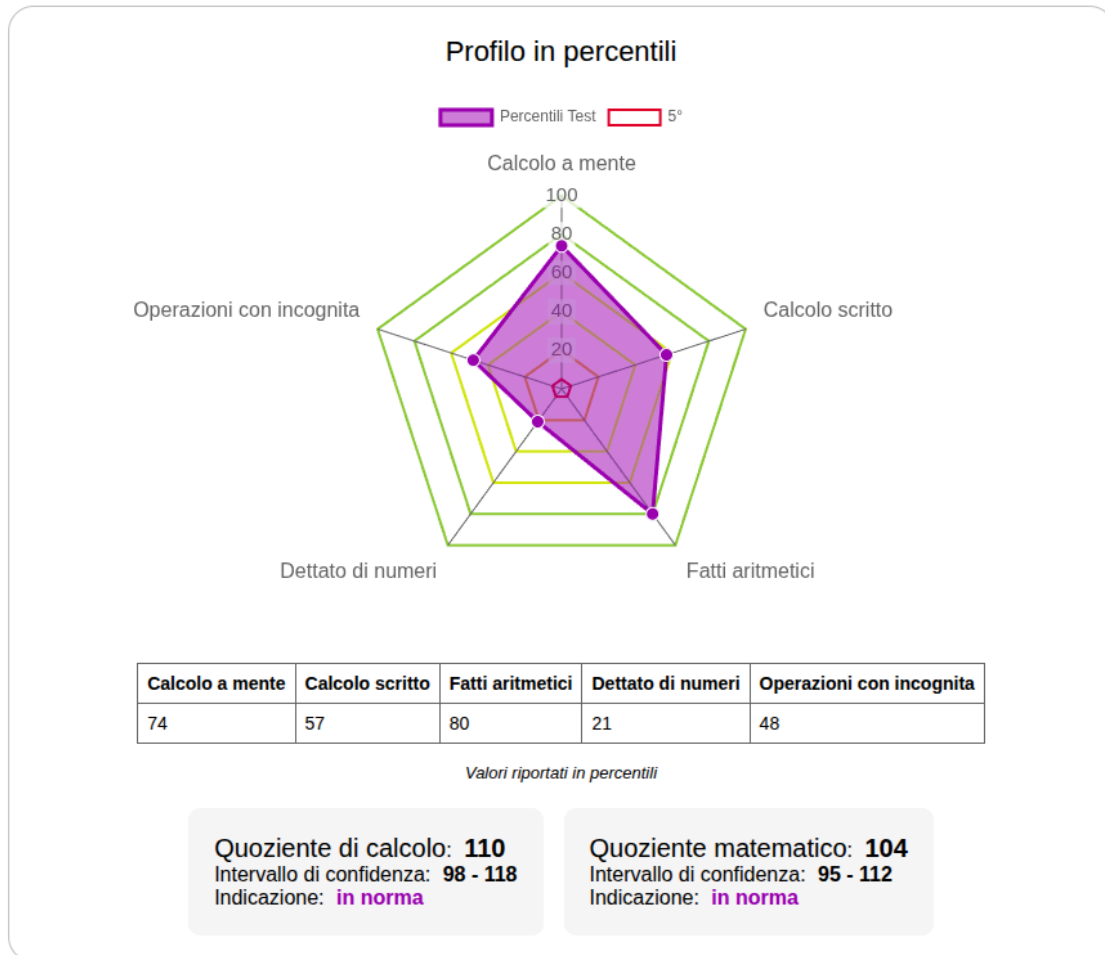 Profilo in percentili
Percentili Test 5°
Calcolo a mente
100
80
60
40
20
Operazioni con incognita
Calcolo scritto
Dettato di numeri
Fatti aritmetici
Calcolo a mente Calcolo scritto Fatti aritmetici Dettato di numeri Operazioni con incognita
74 57 80 21 48
Valori riportati in percentili
Quoziente di calcolo: 110
Intervallo di confidenza: 98 - 118
Indicazione: in norma
Quoziente matematico: 104
Intervallo di confidenza: 95 - 112
Indicazione: in norma